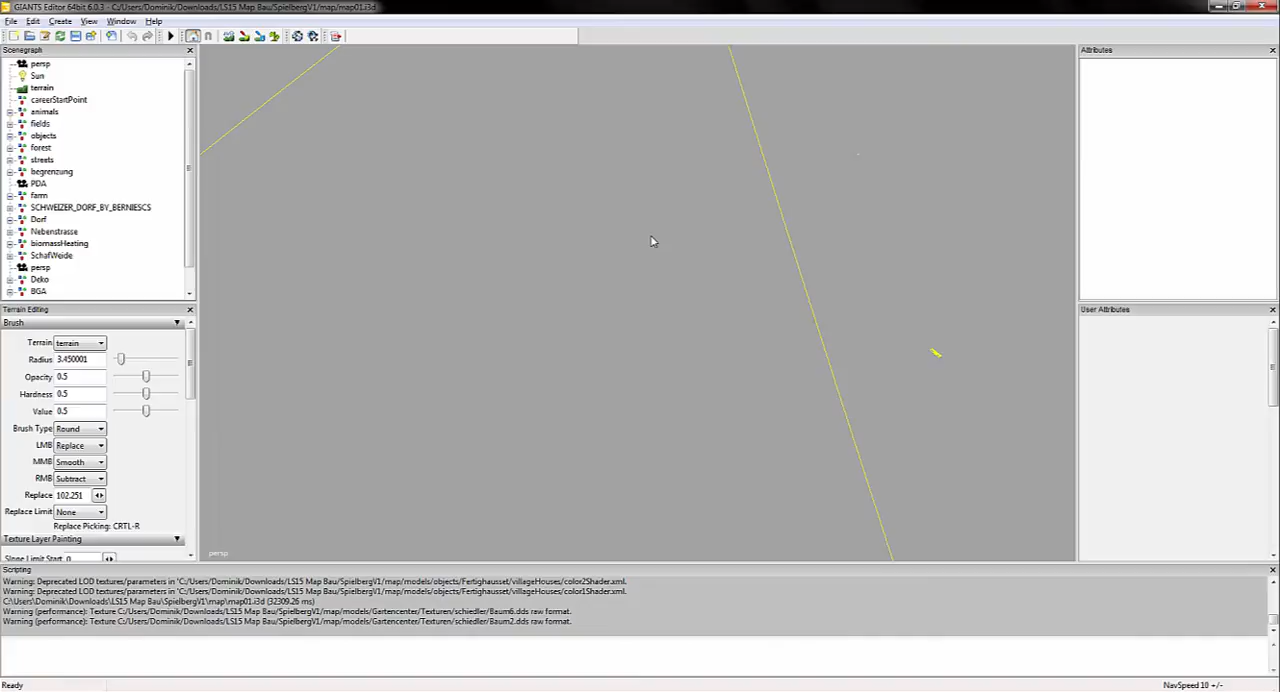 GIANTS Editor 64bit 6.0.3 - C:/Users/Dominik/Downloads/LS15 Map Bau/SpielbergV1/map/map01.i3d
File Edit Create View Window Help
Scenegraph
persp
Sun
terrain
careerStartPoint
animals
fields
objects
forest
streets
begrenzung
PDA
farm
SCHWEIZER_DORF_BY_BERNIESCS
Dorf
Nebenstrasse
biomassHeating
SchafWeide
persp
Deko
BGA
Terrain Editing
Brush
Terrain terrain
Radius 3.450001
Opacity 0.5
Hardness 0.5
Value 0.5
Brush Type Round
LMB Replace
MMB Smooth
RMB Subtract
Replace 102.251
Replace Limit None
Replace Picking: CRTL-R
Texture Layer Painting
Slope Limit Start 0
persp
Attributes
User Attributes
Scripting
Warning: Deprecated LOD textures/parameters in 'C:/Users/Dominik/Downloads/LS15 Map Bau/SpielbergV1/map/models/objects/Fertighausset/villageHouses/color2Shader.xml.
Warning: Deprecated LOD textures/parameters in 'C:/Users/Dominik/Downloads/LS15 Map Bau/SpielbergV1/map/models/objects/Fertighausset/villageHouses/color1Shader.xml.
C:\Users\Dominik\Downloads\LS15 Map Bau\SpielbergV1\map\map01.i3d (32309.26 ms)
Warning (performance): Texture C:/Users/Dominik/Downloads/LS15 Map Bau/SpielbergV1/map/models/Gartencenter/Texturen/schiedler/Baum6.dds raw format.
Warning (performance): Texture C:/Users/Dominik/Downloads/LS15 Map Bau/SpielbergV1/map/models/Gartencenter/Texturen/schiedler/Baum2.dds raw format.
Ready
NavSpeed 10 +/-